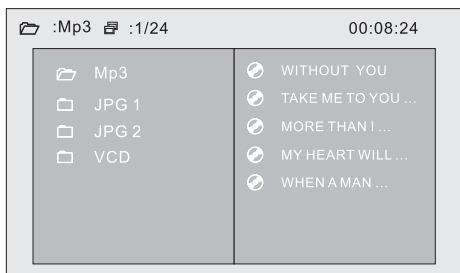 :Mp3 :1/24 00:08:24
Mp3
JPG 1
JPG 2
VCD
WITHOUT YOU
TAKE ME TO YOU ...
MORE THAN I ...
MY HEART WILL ...
WHEN A MAN ...